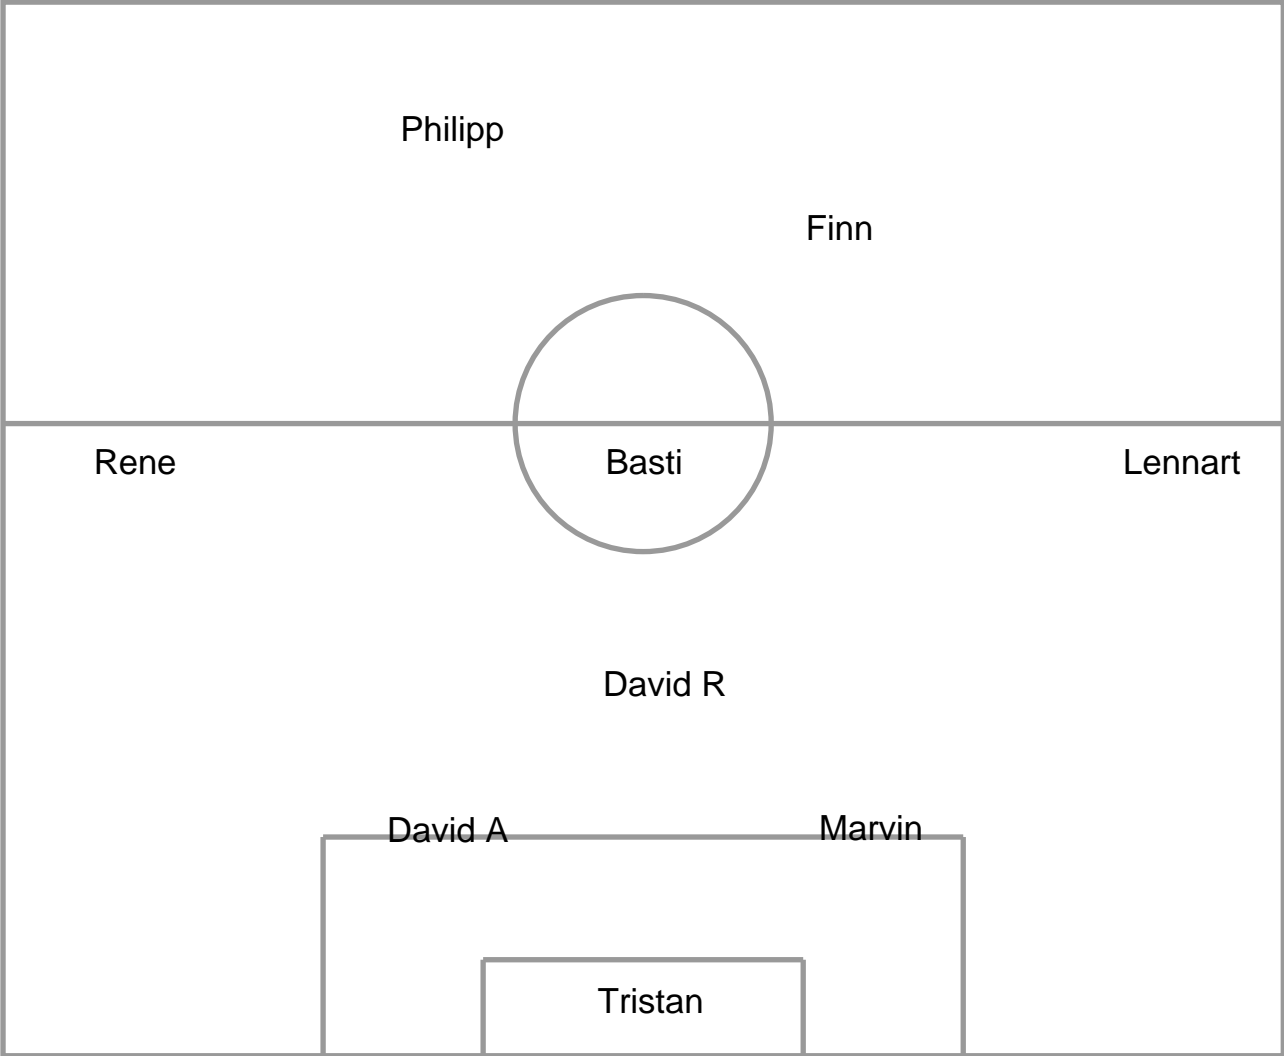 Philipp
Finn
Rene Basti Lennart
David R
David A Marvin
Tristan